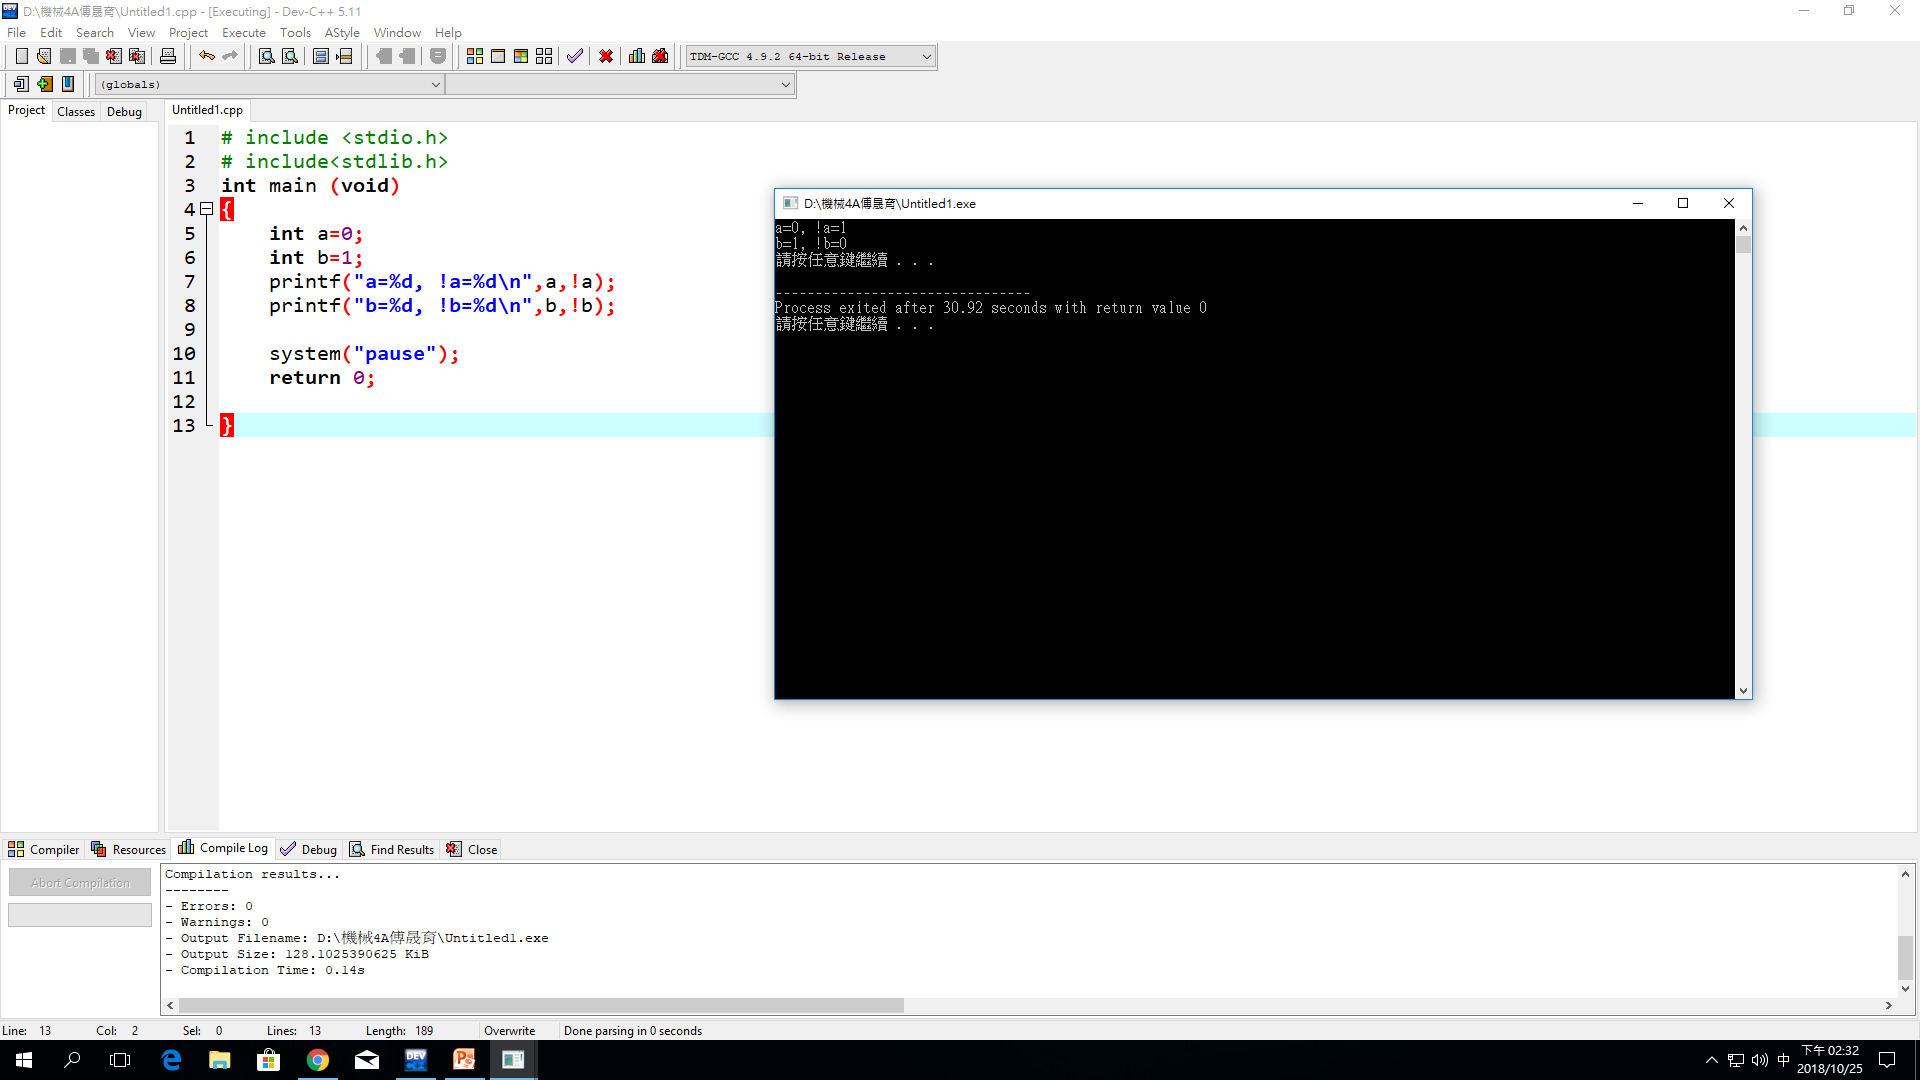 D:\機械4A傅晟育\Untitled1.cpp - [Executing] - Dev-C++ 5.11
File Edit Search View Project Execute Tools AStyle Window Help
TDM-GCC 4.9.2 64-bit Release
(globals)
Project Classes Debug
Untitled1.cpp
1 # include <stdio.h>
2 # include<stdlib.h>
3 int main (void)
4 {
5 int a=0;
6 int b=1;
7 printf("a=%d, !a=%d\n",a,!a);
8 printf("b=%d, !b=%d\n",b,!b);
9
10 system("pause");
11 return 0;
12
13 }
D:\機械4A傅晟育\Untitled1.exe
a=0, !a=1
b=1, !b=0
請按任意鍵繼續 . . .
--------------------------------
Process exited after 30.92 seconds with return value 0
請按任意鍵繼續 . . .
Compiler Resources Compile Log Debug Find Results Close
Abort Compilation
Compilation results...
--------
- Errors: 0
- Warnings: 0
- Output Filename: D:\機械4A傅晟育\Untitled1.exe
- Output Size: 128.1025390625 KiB
- Compilation Time: 0.14s
Line: 13 Col: 2 Sel: 0 Lines: 13 Length: 189 Overwrite Done parsing in 0 seconds
DEV
中
下午 02:32
2018/10/25